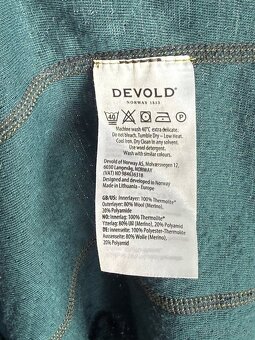 DEVOLD®
NORWAY 1853
40
P
Machine wash 40°C extra delicate.
Do not bleach. Tumble Dry – Low Heat.
Cool Iron. Dry Clean in any solvent.
Use wool detergent.
Wash with similar colours.
Devold of Norway AS, Molværsvegen 12,
6030 Langevåg, NORWAY
(VAT) NO
Designed and developed in Norway
Made in Lithuania - Europe
GB/US: Innerlayer: 100% Thermolite®
Outerlayer: 80% Wool (Merino),
20% Polyamide
NO: Innerlag: 100% Thermolite®
Ytterlag: 80% Ull (Merino), 20% Polyamid
DE: Innenseite: 100% Polyester-Thermolite
Aussenseite: 80% Wolle (Merino)
20% Polyamid